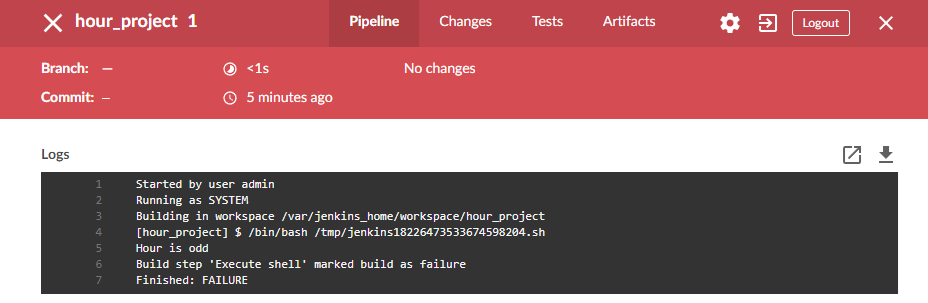 hour_project 1 Pipeline Changes Tests Artifacts Logout
Branch: — <1s No changes
Commit: — 5 minutes ago
Logs
1 Started by user admin
2 Running as SYSTEM
3 Building in workspace /var/jenkins_home/workspace/hour_project
4 [hour_project] $ /bin/bash /tmp/jenkins18226473533674598204.sh
5 Hour is odd
6 Build step 'Execute shell' marked build as failure
7 Finished: FAILURE